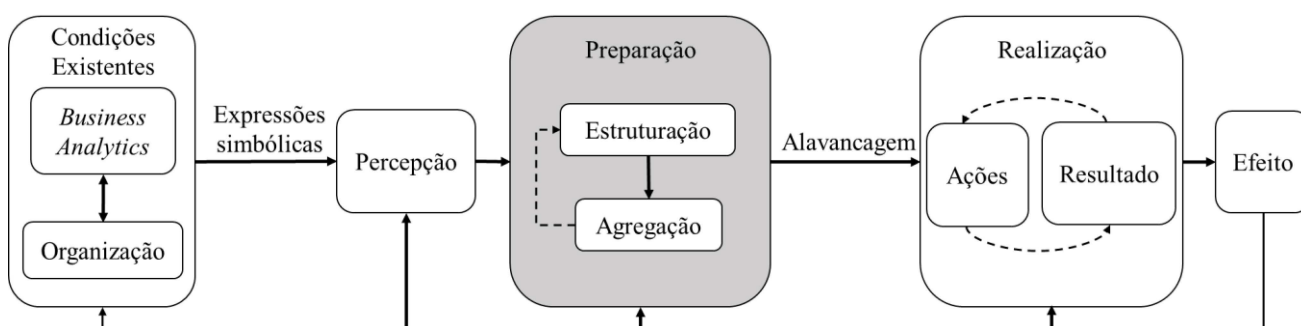 Condições
Existentes
Business
Analytics
Organização
Expressões
simbólicas
Percepção
Preparação
Estruturação
Agregação
Alavancagem
Realização
Ações
Resultado
Efeito